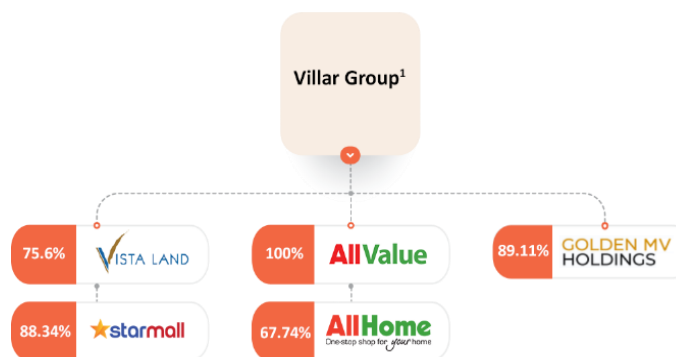 Villar Group¹
75.6%
VISTA LAND
100%
AllValue
89.11%
GOLDEN MV
HOLDINGS
88.34%
starmall
67.74%
AllHome
One-stop shop for your home